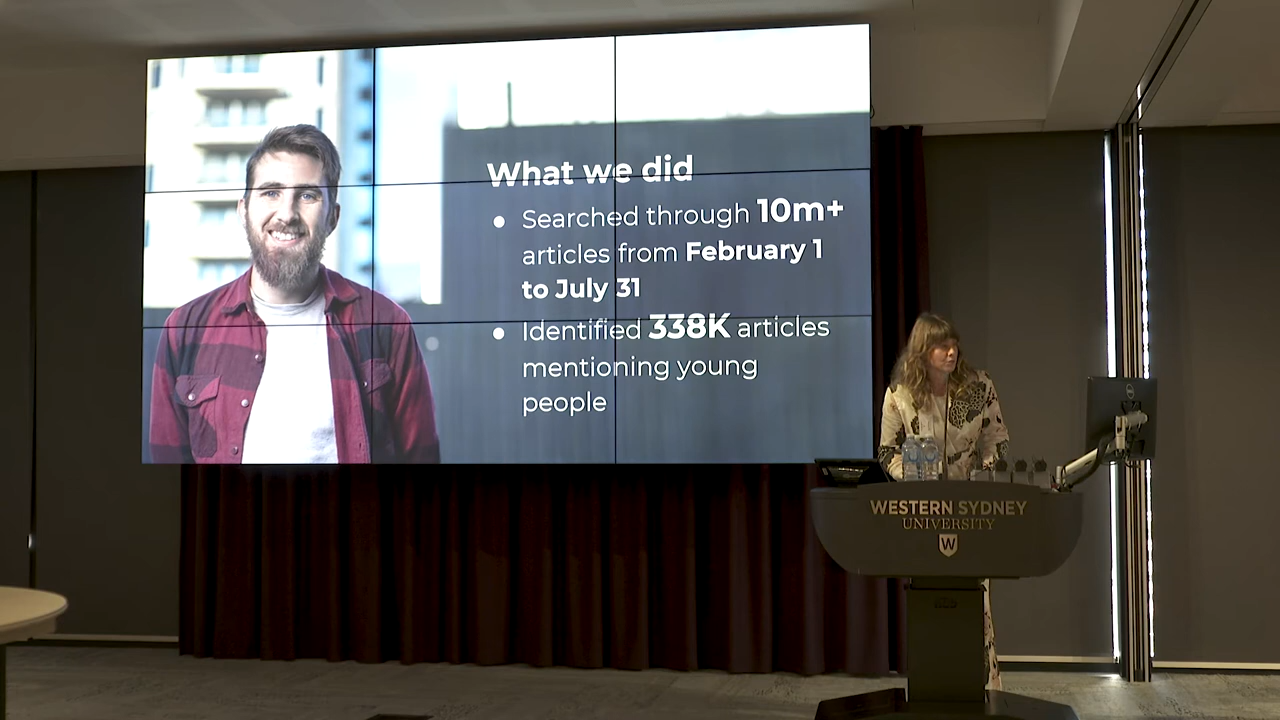 What we did
Searched through 10m+
articles from February 1
to July 31
Identified 338K articles
mentioning young
people
WESTERN SYDNEY
UNIVERSITY
W